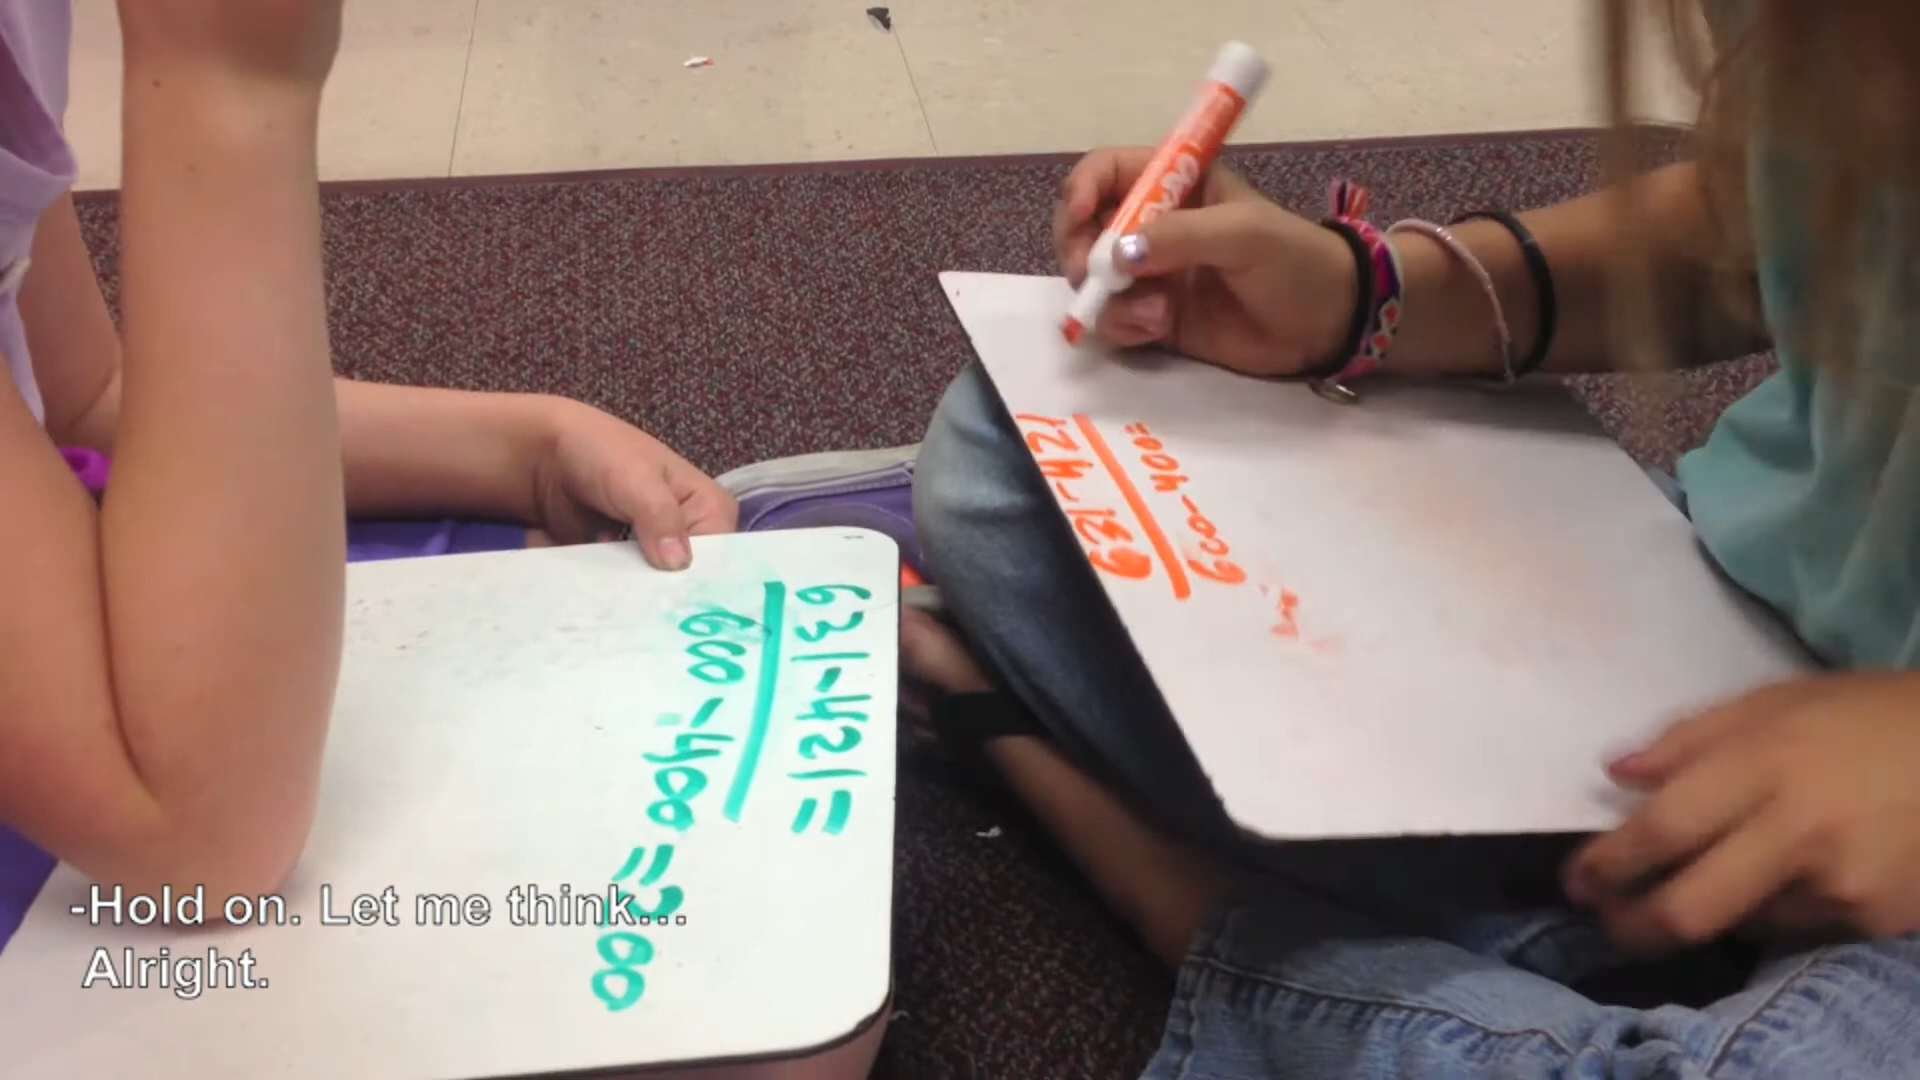 631-421=
600-400=200
631-421
600-400=
-Hold on. Let me think...
Alright.